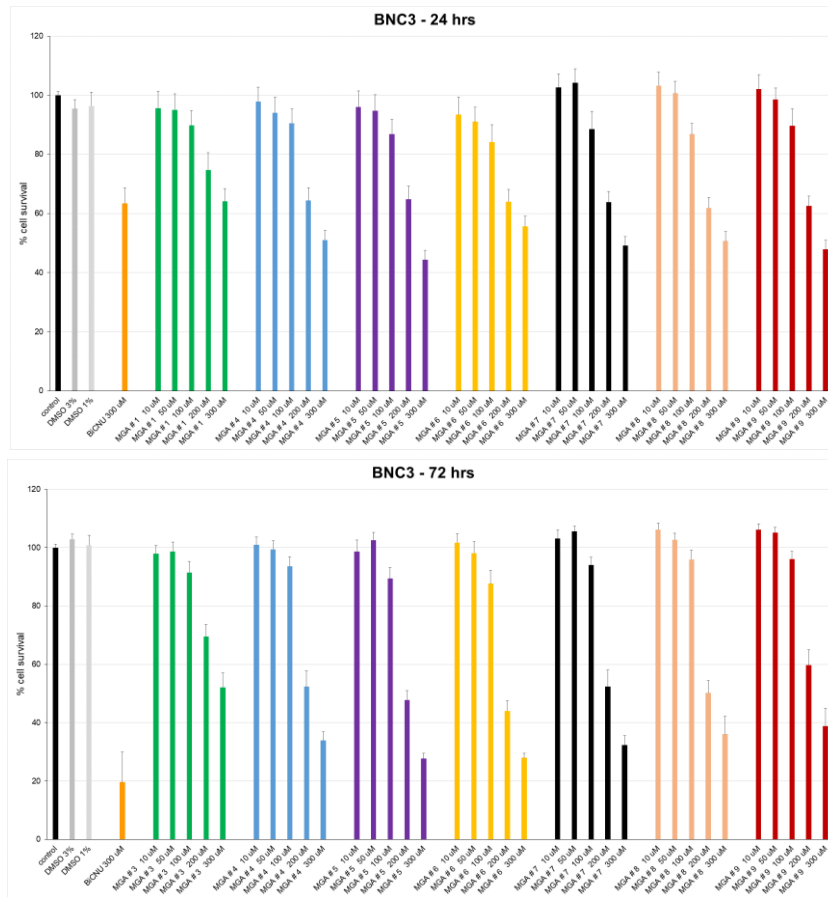 BNC3 - 24 hrs
% cell survival
120
100
80
60
40
20
0
control
DMSO 3%
DMSO 1%
BiCNU 300 uM
MGA # 1 10 uM
MGA # 1 50 uM
MGA # 1 100 uM
MGA # 1 200 uM
MGA # 1 300 uM
MGA # 4 10 uM
MGA # 4 50 uM
MGA # 4 100 uM
MGA # 4 200 uM
MGA # 4 300 uM
MGA # 5 10 uM
MGA # 5 50 uM
MGA # 5 100 uM
MGA # 5 200 uM
MGA # 5 300 uM
MGA # 6 10 uM
MGA # 6 50 uM
MGA # 6 100 uM
MGA # 6 200 uM
MGA # 6 300 uM
MGA # 7 10 uM
MGA # 7 50 uM
MGA # 7 100 uM
MGA # 7 200 uM
MGA # 7 300 uM
MGA # 8 10 uM
MGA # 8 50 uM
MGA # 8 100 uM
MGA # 8 200 uM
MGA # 8 300 uM
MGA # 9 10 uM
MGA # 9 50 uM
MGA # 9 100 uM
MGA # 9 200 uM
MGA # 9 300 uM
BNC3 - 72 hrs
% cell survival
120
100
80
60
40
20
0
control
DMSO 3%
DMSO 1%
BiCNU 300 uM
MGA # 3 10 uM
MGA # 3 50 uM
MGA # 3 100 uM
MGA # 3 200 uM
MGA # 3 300 uM
MGA # 4 10 uM
MGA # 4 50 uM
MGA # 4 100 uM
MGA # 4 200 uM
MGA # 4 300 uM
MGA # 5 10 uM
MGA # 5 50 uM
MGA # 5 100 uM
MGA # 5 200 uM
MGA # 5 300 uM
MGA # 6 10 uM
MGA # 6 50 uM
MGA # 6 100 uM
MGA # 6 200 uM
MGA # 6 300 uM
MGA # 7 10 uM
MGA # 7 50 uM
MGA # 7 100 uM
MGA # 7 200 uM
MGA # 7 300 uM
MGA # 8 10 uM
MGA # 8 50 uM
MGA # 8 100 uM
MGA # 8 200 uM
MGA # 8 300 uM
MGA # 9 10 uM
MGA # 9 50 uM
MGA # 9 100 uM
MGA # 9 200 uM
MGA # 9 300 uM